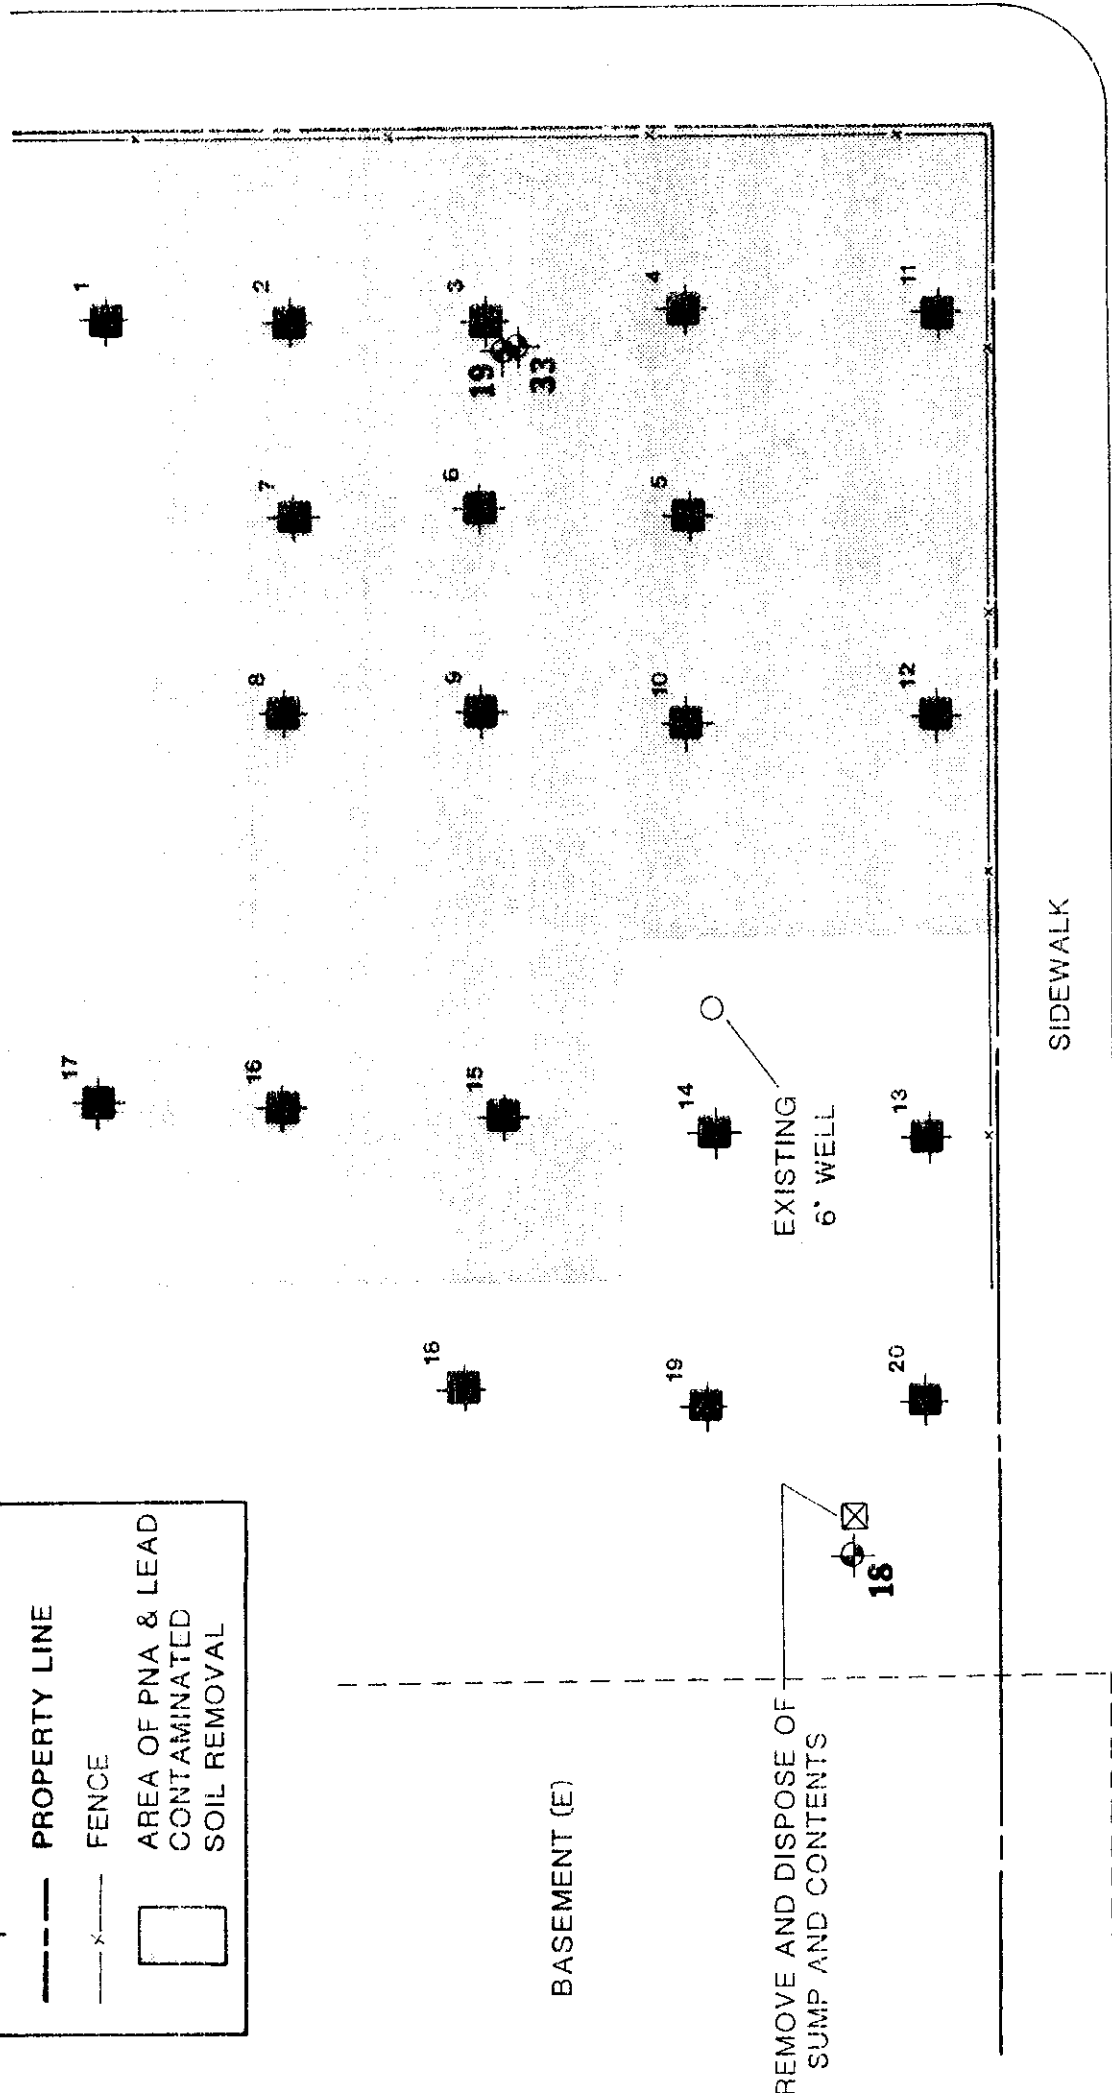 PROPERTY LINE
FENCE
AREA OF PNA & LEAD
CONTAMINATED
SOIL REMOVAL
17
1
16
8
7
2
18
15
9
6
3
19
33
19
14
10
5
4
20
13
12
11
EXISTING
6" WELL
18
BASEMENT (E)
REMOVE AND DISPOSE OF
SUMP AND CONTENTS
SIDEWALK